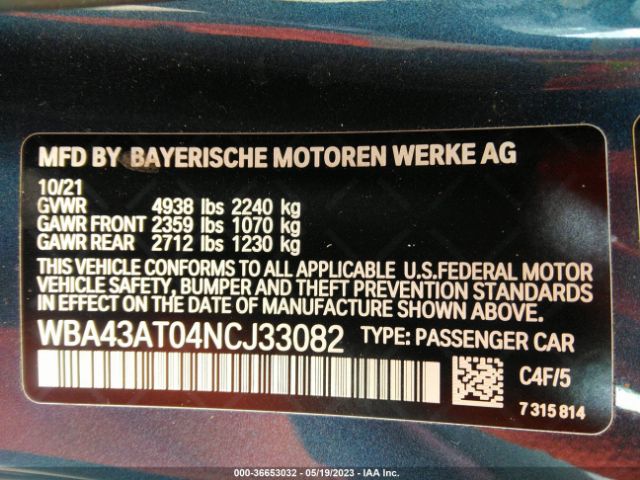 MFD BY BAYERISCHE MOTOREN WERKE AG
10/21
GVWR 4938 lbs 2240 kg
GAWR FRONT 2359 lbs 1070 kg
GAWR REAR 2712 lbs 1230 kg
THIS VEHICLE CONFORMS TO ALL APPLICABLE U.S.FEDERAL MOTOR
VEHICLE SAFETY, BUMPER AND THEFT PREVENTION STANDARDS
IN EFFECT ON THE DATE OF MANUFACTURE SHOWN ABOVE.
WBA43AT04NCJ33082 TYPE: PASSENGER CAR
C4F/5
7315814
000-36653032 - 05/19/2023 - IAA Inc.